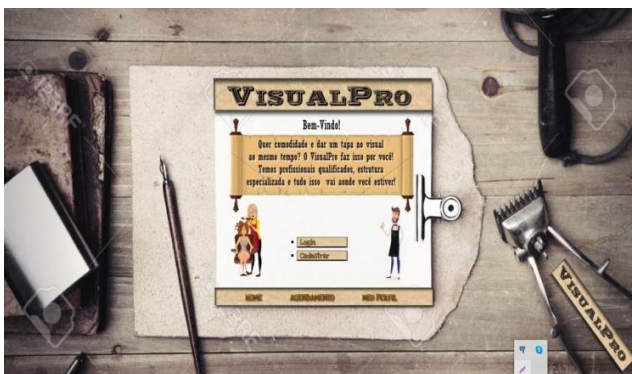 VISUALPRO
Bem-Vindo!
Quer comodidade e dar um tapa no visual
ao mesmo tempo? O VisualPro faz isso por você!
Temos profissionais qualificados, estrutura
especializada e tudo isso vai aonde você estiver!
Login
Cadastrar
HOME AGENDAMENTO MEU PERFIL
VISUALPRO